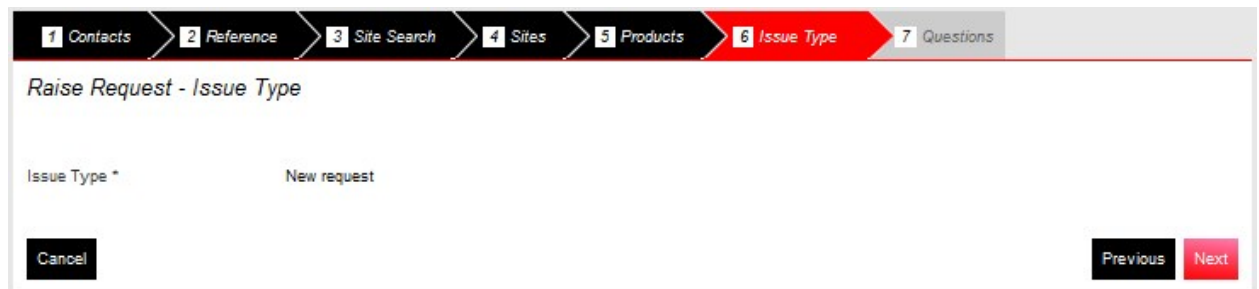 1 Contacts 2 Reference 3 Site Search 4 Sites 5 Products 6 Issue Type 7 Questions
Raise Request - Issue Type
Issue Type * New request
Cancel Previous Next